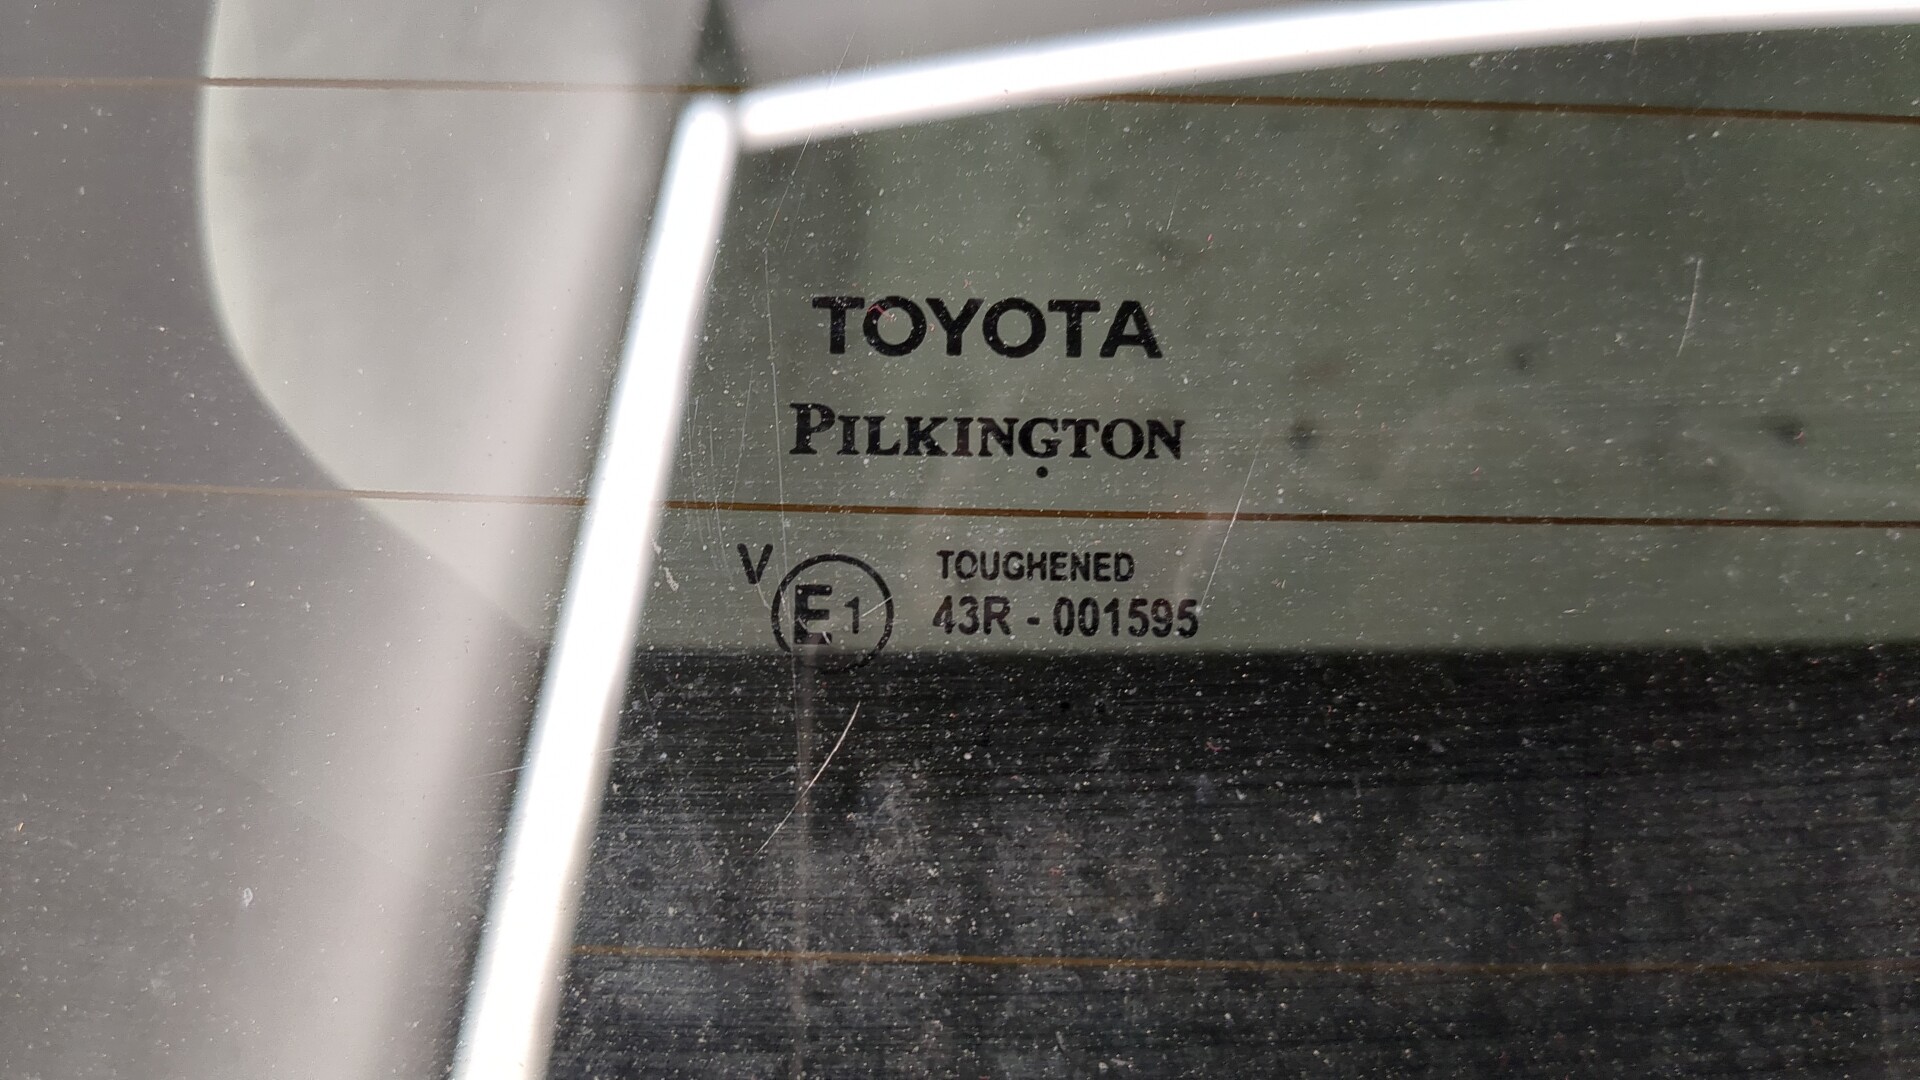 TOYOTA
PILKINGTON
V E1 TOUGHENED
43R - 001595